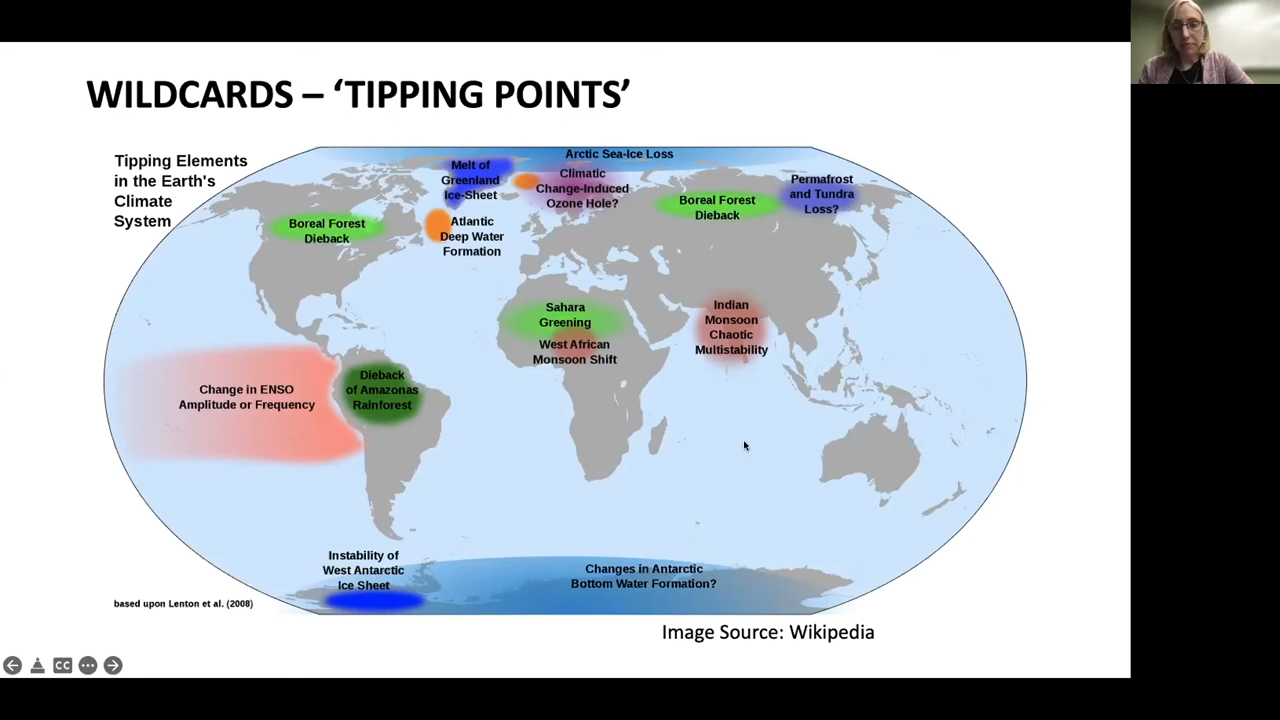 WILDCARDS – ‘TIPPING POINTS’
Tipping Elements
in the Earth's
Climate
System
Arctic Sea-Ice Loss
Melt of
Greenland
Ice-Sheet
Climatic
Change-Induced
Ozone Hole?
Boreal Forest
Dieback
Permafrost
and Tundra
Loss?
Boreal Forest
Dieback
Atlantic
Deep Water
Formation
Sahara
Greening
West African
Monsoon Shift
Indian
Monsoon
Chaotic
Multistability
Change in ENSO
Amplitude or Frequency
Dieback
of Amazonas
Rainforest
Instability of
West Antarctic
Ice Sheet
Changes in Antarctic
Bottom Water Formation?
based upon Lenton et al. (2008)
Image Source: Wikipedia
CC